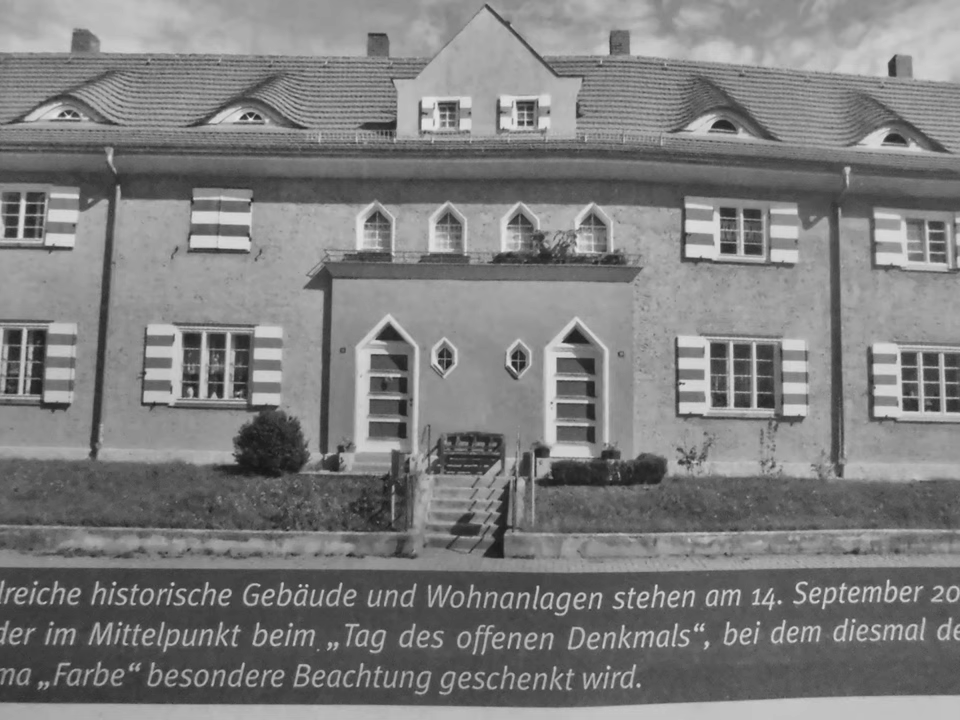 lreiche historische Gebäude und Wohnanlagen stehen am 14. September 20
der im Mittelpunkt beim „Tag des offenen Denkmals“, bei dem diesmal de
ma „Farbe“ besondere Beachtung geschenkt wird.